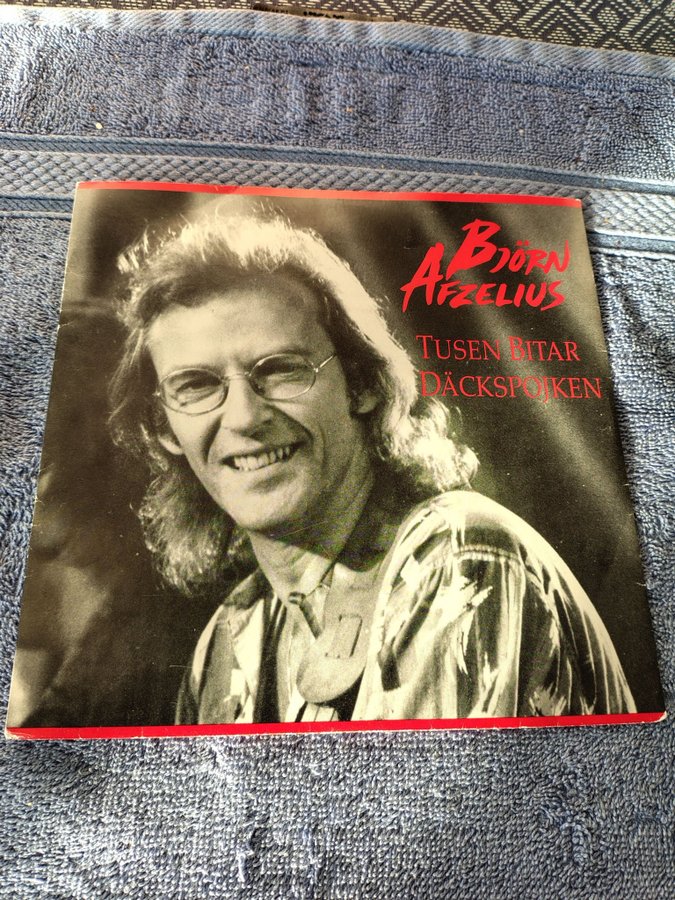 BJÖRN
AFZELIUS
TUSEN BITAR
DÄCKSPOJKEN